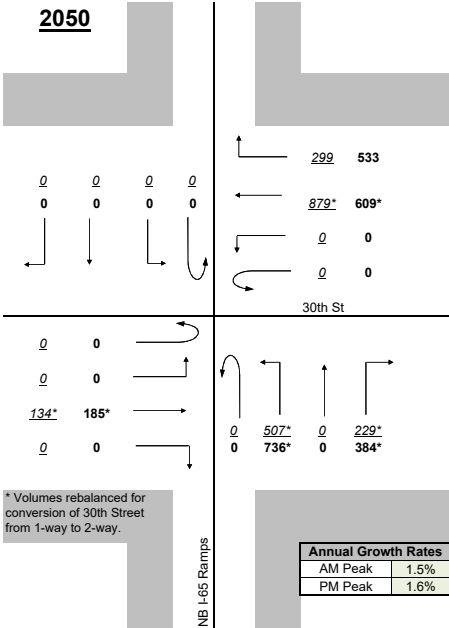 2050
299 533
0 0 0 0
0 0 0 0
879* 609*
0 0
0 0
30th St
0 0
0 0
134* 185*
0 0
0 507* 0 229*
0 736* 0 384*
* Volumes rebalanced for
conversion of 30th Street
from 1-way to 2-way.
NB I-65 Ramps
Annual Growth Rates
AM Peak 1.5%
PM Peak 1.6%